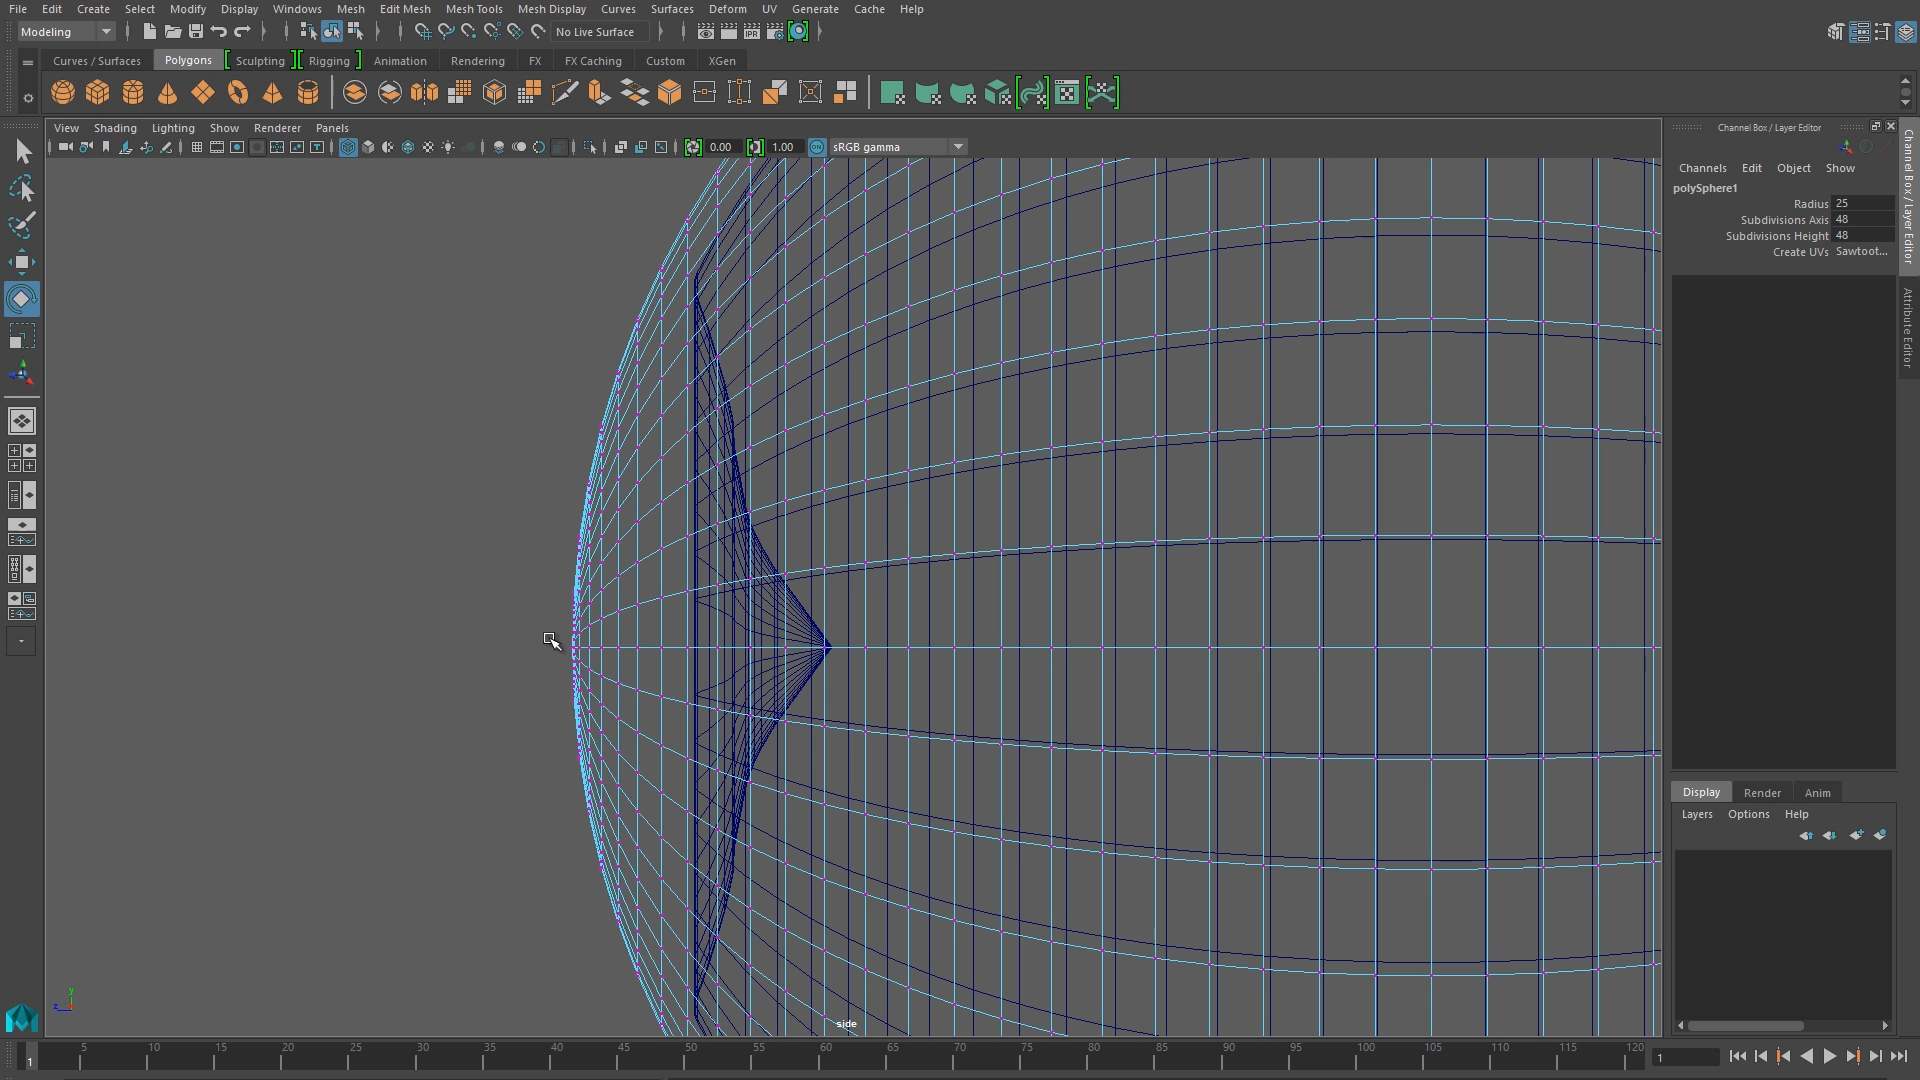 File Edit Create Select Modify Display Windows Mesh Edit Mesh Mesh Tools Mesh Display Curves Surfaces Deform UV Generate Cache Help
Modeling No Live Surface
Curves / Surfaces Polygons Sculpting Rigging Animation Rendering FX FX Caching Custom XGen
View Shading Lighting Show Renderer Panels
0.00 1.00 ON sRGB gamma
Channel Box / Layer Editor
Channels Edit Object Show
polySphere1
Radius 25
Subdivisions Axis 48
Subdivisions Height 48
Create UVs Sawtoot...
Channel Box / Layer Editor
Attribute Editor
Display Render Anim
Layers Options Help
y
z
side
5 10 15 20 25 30 35 40 45 50 55 60 65 70 75 80 85 90 95 100 105 110 115 120
1 1